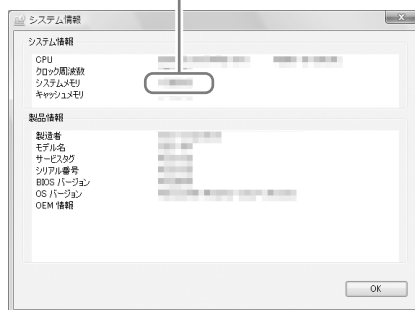 システム情報
システム情報
CPU
クロック周波数
システムメモリ
キャッシュメモリ
製品情報
製造者
モデル名
サービスタグ
シリアル番号
BIOS バージョン
OS バージョン
OEM 情報
OK